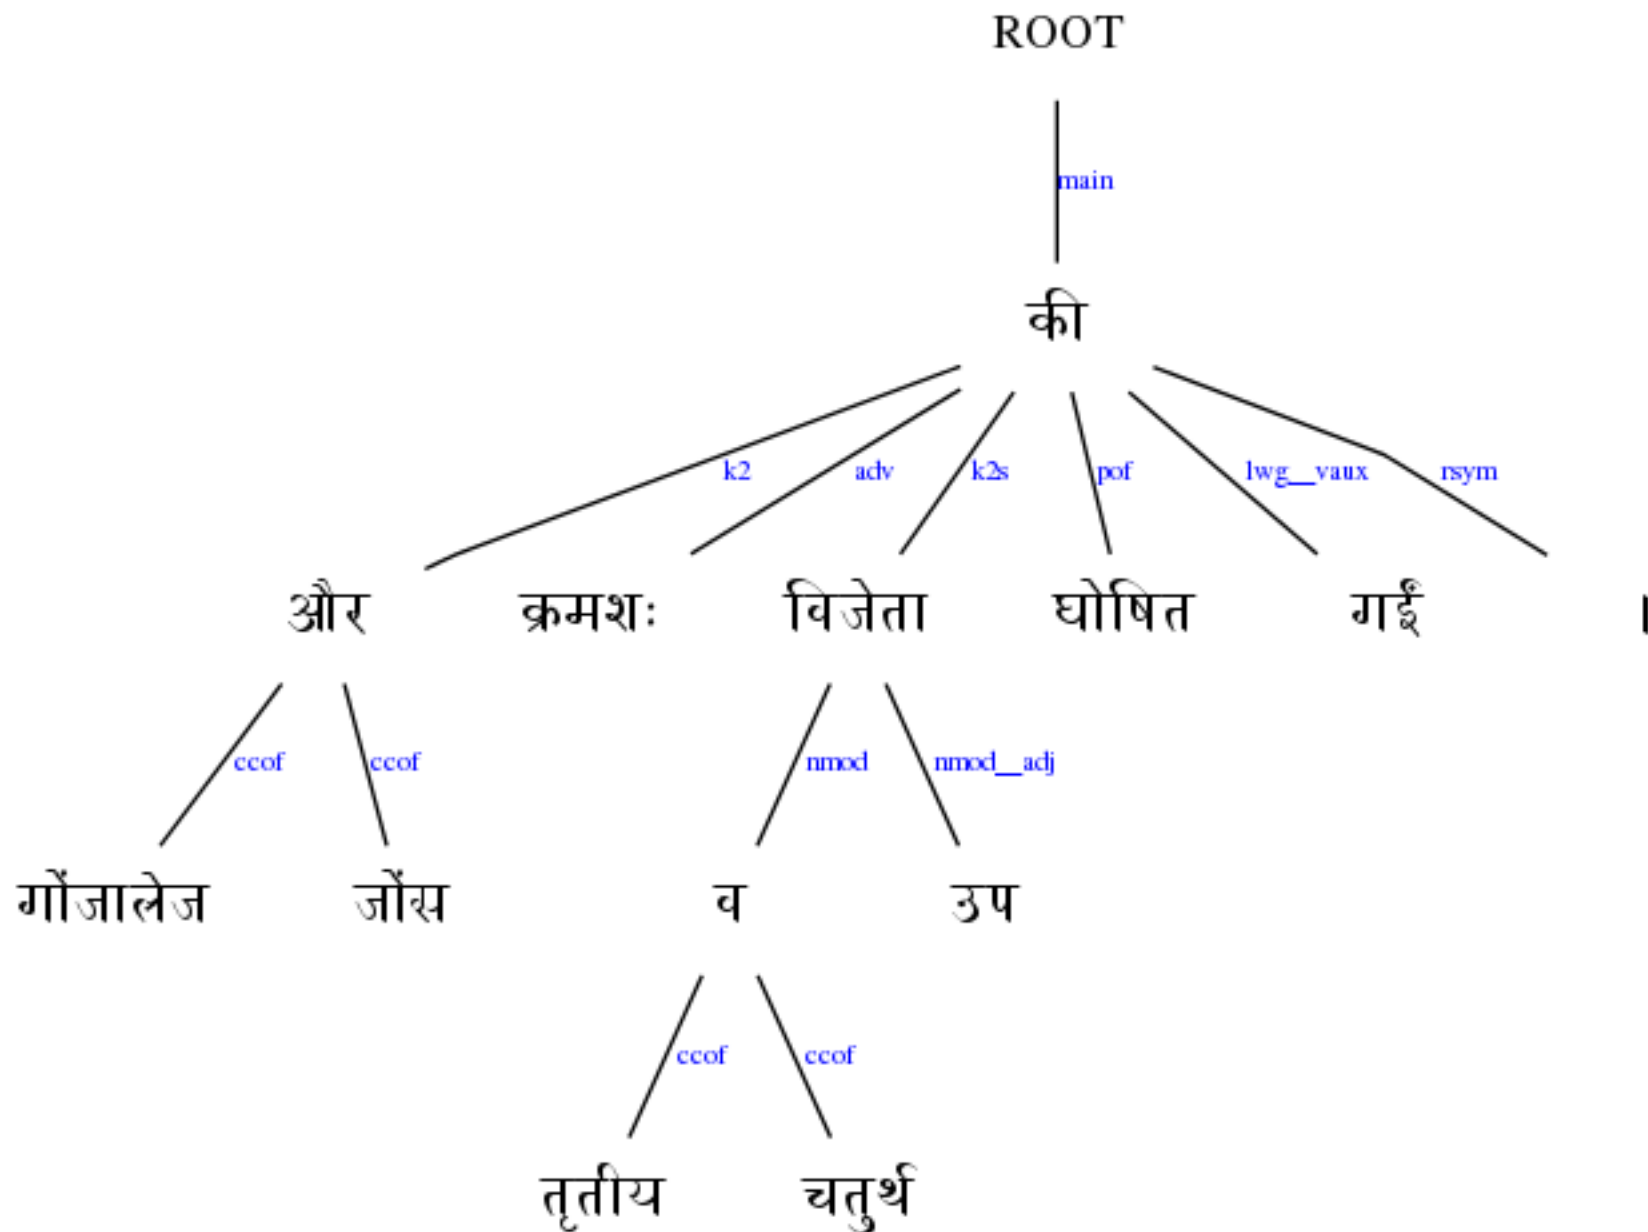 ROOT
main
की
k2 adv k2s pof lwg__vaux rsym
और क्रमशः विजेता घोषित गईं ।
ccof ccof nmod nmod__adj
गोंजालेज जोंस व उप
ccof ccof
तृतीय चतुर्थ